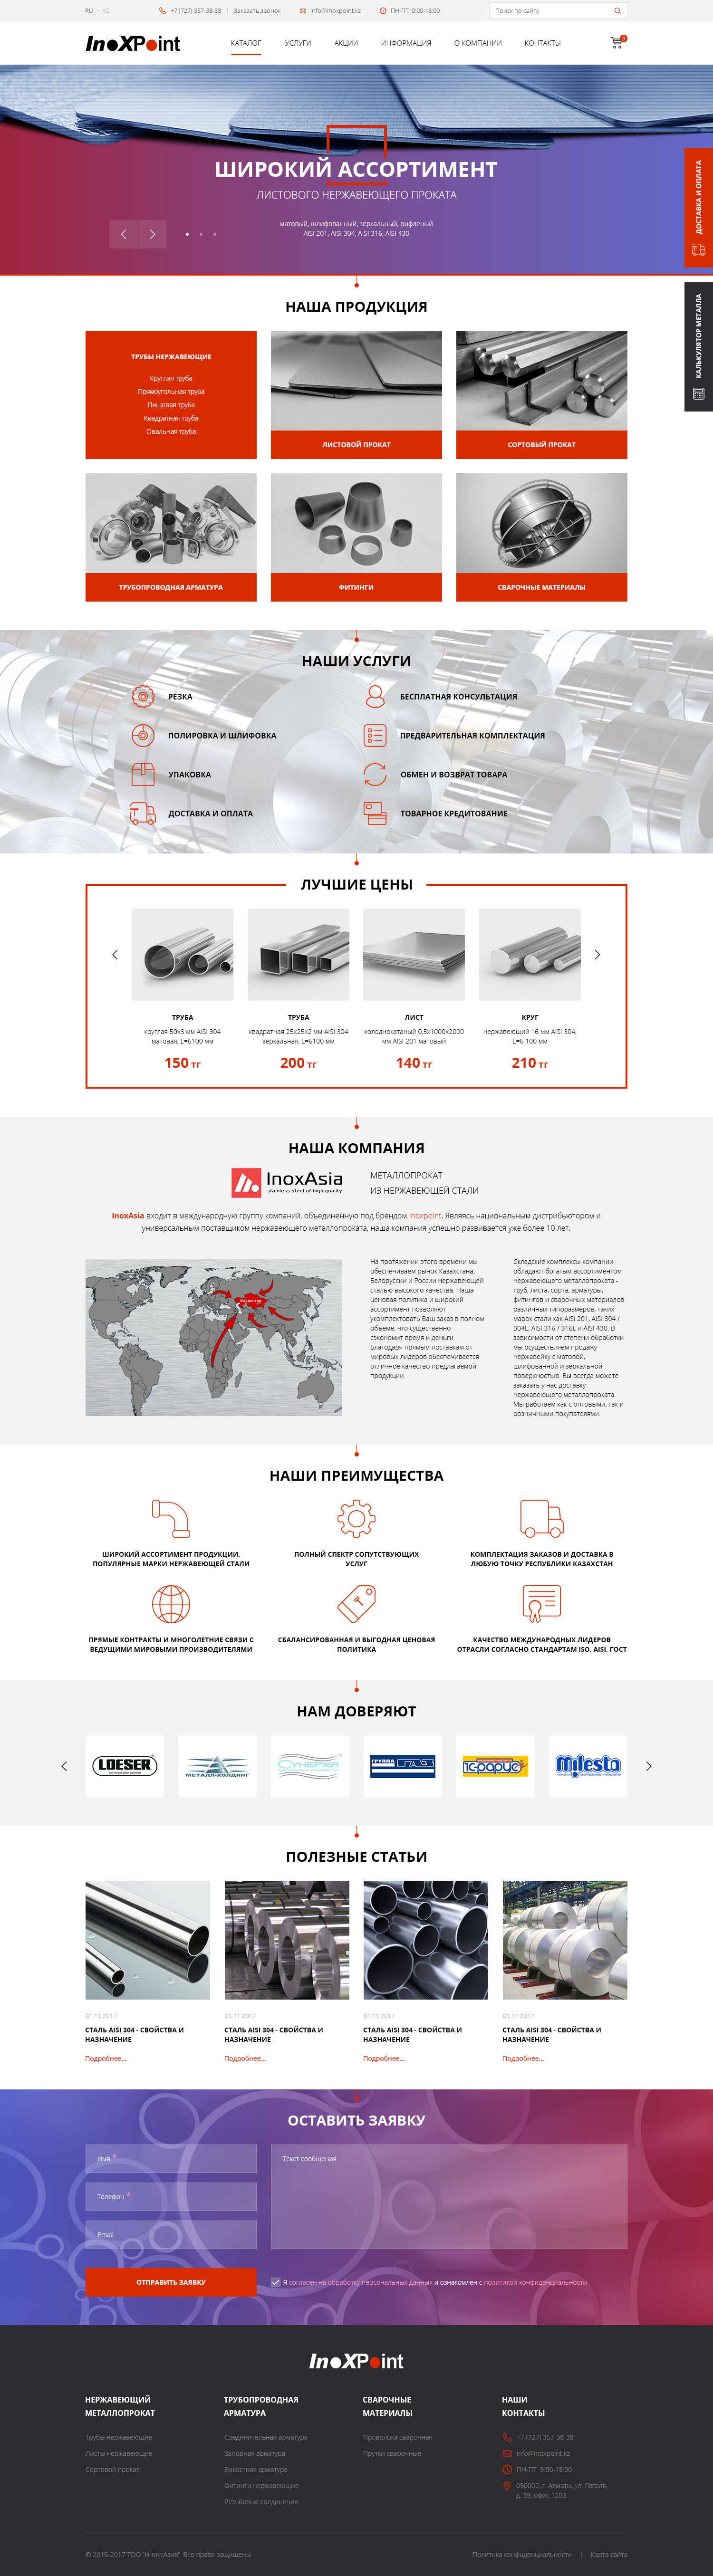 RU - KZ
+7 (727) 357-38-38 | Заказать звонок
info@inoxpoint.kz
ПН-ПТ 9:00-18:00
Поиск по сайту
InoXPoint
КАТАЛОГ УСЛУГИ АКЦИИ ИНФОРМАЦИЯ О КОМПАНИИ КОНТАКТЫ
3
ШИРОКИЙ АССОРТИМЕНТ
ЛИСТОВОГО НЕРЖАВЕЮЩЕГО ПРОКАТА
матовый, шлифованный, зеркальный, рифленый
AISI 201, AISI 304, AISI 316, AISI 430
ДОСТАВКА И ОПЛАТА
КАЛЬКУЛЯТОР МЕТАЛЛА
НАША ПРОДУКЦИЯ
ТРУБЫ НЕРЖАВЕЮЩИЕ
Круглая труба
Прямоугольная труба
Пищевая труба
Квадратная труба
Овальная труба
ЛИСТОВОЙ ПРОКАТ
СОРТОВЫЙ ПРОКАТ
ТРУБОПРОВОДНАЯ АРМАТУРА
ФИТИНГИ
СВАРОЧНЫЕ МАТЕРИАЛЫ
НАШИ УСЛУГИ
РЕЗКА
БЕСПЛАТНАЯ КОНСУЛЬТАЦИЯ
ПОЛИРОВКА И ШЛИФОВКА
ПРЕДВАРИТЕЛЬНАЯ КОМПЛЕКТАЦИЯ
УПАКОВКА
ОБМЕН И ВОЗВРАТ ТОВАРА
ДОСТАВКА И ОПЛАТА
ТОВАРНОЕ КРЕДИТОВАНИЕ
ЛУЧШИЕ ЦЕНЫ
ТРУБА
круглая 50x3 мм AISI 304
матовая, L=6100 мм
150 тг
ТРУБА
квадратная 25x25x2 мм AISI 304
зеркальная, L=6100 мм
200 тг
ЛИСТ
холоднокатаный 0,5x1000x2000
мм AISI 201 матовый
140 тг
КРУГ
нержавеющий 16 мм AISI 304,
L=6 100 мм
210 тг
НАША КОМПАНИЯ
InoxAsia
stainless steel of high quality
МЕТАЛЛОПРОКАТ
ИЗ НЕРЖАВЕЮЩЕЙ СТАЛИ
InoxAsia входит в международную группу компаний, объединенную под брендом Inoxpoint. Являясь национальным дистрибьютором и
универсальным поставщиком нержавеющего металлопроката, наша компания успешно развивается уже более 10 лет.
Казахстан
На протяжении этого времени мы
обеспечиваем рынок Казахстана,
Белоруссии и России нержавеющей
сталью высокого качества. Наша
ценовая политика и широкий
ассортимент позволяют
укомплектовать Ваш заказ в полном
объеме, что существенно
сэкономит время и деньги.
Благодаря прямым поставкам от
мировых лидеров обеспечивается
отличное качество предлагаемой
продукции.
Складские комплексы компании
обладают богатым ассортиментом
нержавеющего металлопроката -
труб, листа, сорта, арматуры,
фитингов и сварочных материалов
различных типоразмеров, таких
марок стали как AISI 201, AISI 304 /
304L, AISI 316 / 316L и AISI 430. В
зависимости от степени обработки
мы осуществляем продажу
нержавейку с матовой,
шлифованной и зеркальной
поверхностью. Вы всегда можете
заказать у нас доставку
нержавеющего металлопроката.
Мы работаем как с оптовыми, так и
розничными покупателями.
НАШИ ПРЕИМУЩЕСТВА
ШИРОКИЙ АССОРТИМЕНТ ПРОДУКЦИИ,
ПОПУЛЯРНЫЕ МАРКИ НЕРЖАВЕЮЩЕЙ СТАЛИ
ПОЛНЫЙ СПЕКТР СОПУТСТВУЮЩИХ
УСЛУГ
КОМПЛЕКТАЦИЯ ЗАКАЗОВ И ДОСТАВКА В
ЛЮБУЮ ТОЧКУ РЕСПУБЛИКИ КАЗАХСТАН
ПРЯМЫЕ КОНТРАКТЫ И МНОГОЛЕТНИЕ СВЯЗИ С
ВЕДУЩИМИ МИРОВЫМИ ПРОИЗВОДИТЕЛЯМИ
СБАЛАНСИРОВАННАЯ И ВЫГОДНАЯ ЦЕНОВАЯ
ПОЛИТИКА
КАЧЕСТВО МЕЖДУНАРОДНЫХ ЛИДЕРОВ
ОТРАСЛИ СОГЛАСНО СТАНДАРТАМ ISO, AISI, ГОСТ
НАМ ДОВЕРЯЮТ
LOESER
МЕТАЛЛ-ХОЛДИНГ
Сунержа
ГРУППА ГАЗ
1С-рарус
Milesta
ПОЛЕЗНЫЕ СТАТЬИ
01.11.2017
СТАЛЬ AISI 304 - СВОЙСТВА И
НАЗНАЧЕНИЕ
Подробнее...
01.11.2017
СТАЛЬ AISI 304 - СВОЙСТВА И
НАЗНАЧЕНИЕ
Подробнее...
01.11.2017
СТАЛЬ AISI 304 - СВОЙСТВА И
НАЗНАЧЕНИЕ
Подробнее...
01.11.2017
СТАЛЬ AISI 304 - СВОЙСТВА И
НАЗНАЧЕНИЕ
Подробнее...
ОСТАВИТЬ ЗАЯВКУ
Имя *
Телефон *
Email
Текст сообщения
ОТПРАВИТЬ ЗАЯВКУ
Я согласен на обработку персональных данных и ознакомлен с политикой конфиденциальности
InoXPoint
НЕРЖАВЕЮЩИЙ
МЕТАЛЛОПРОКАТ
Трубы нержавеющие
Листы нержавеющие
Сортовой прокат
ТРУБОПРОВОДНАЯ
АРМАТУРА
Соединительная арматура
Запорная арматура
Емкостная арматура
Фитинги нержавеющие
Резьбовые соединения
СВАРОЧНЫЕ
МАТЕРИАЛЫ
Проволока сварочная
Прутки сварочные
НАШИ
КОНТАКТЫ
+7 (727) 357-38-38
info@inoxpoint.kz
ПН-ПТ 9:00-18:00
050002, г. Алматы, ул. Гоголя,
д. 39, офис 1203
© 2015-2017 ТОО "ИноксАзия". Все права защищены
Политика конфиденциальности | Карта сайта